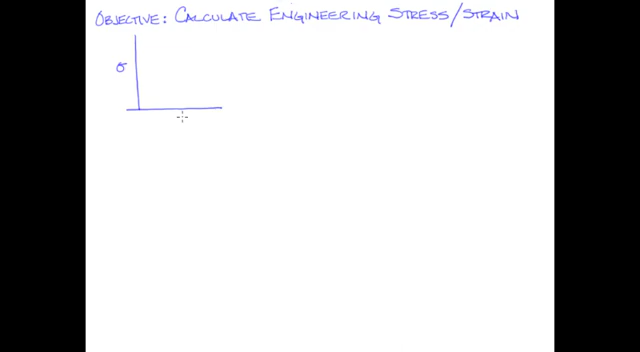 OBJECTIVE: CALCULATE ENGINEERING STRESS/STRAIN
σ